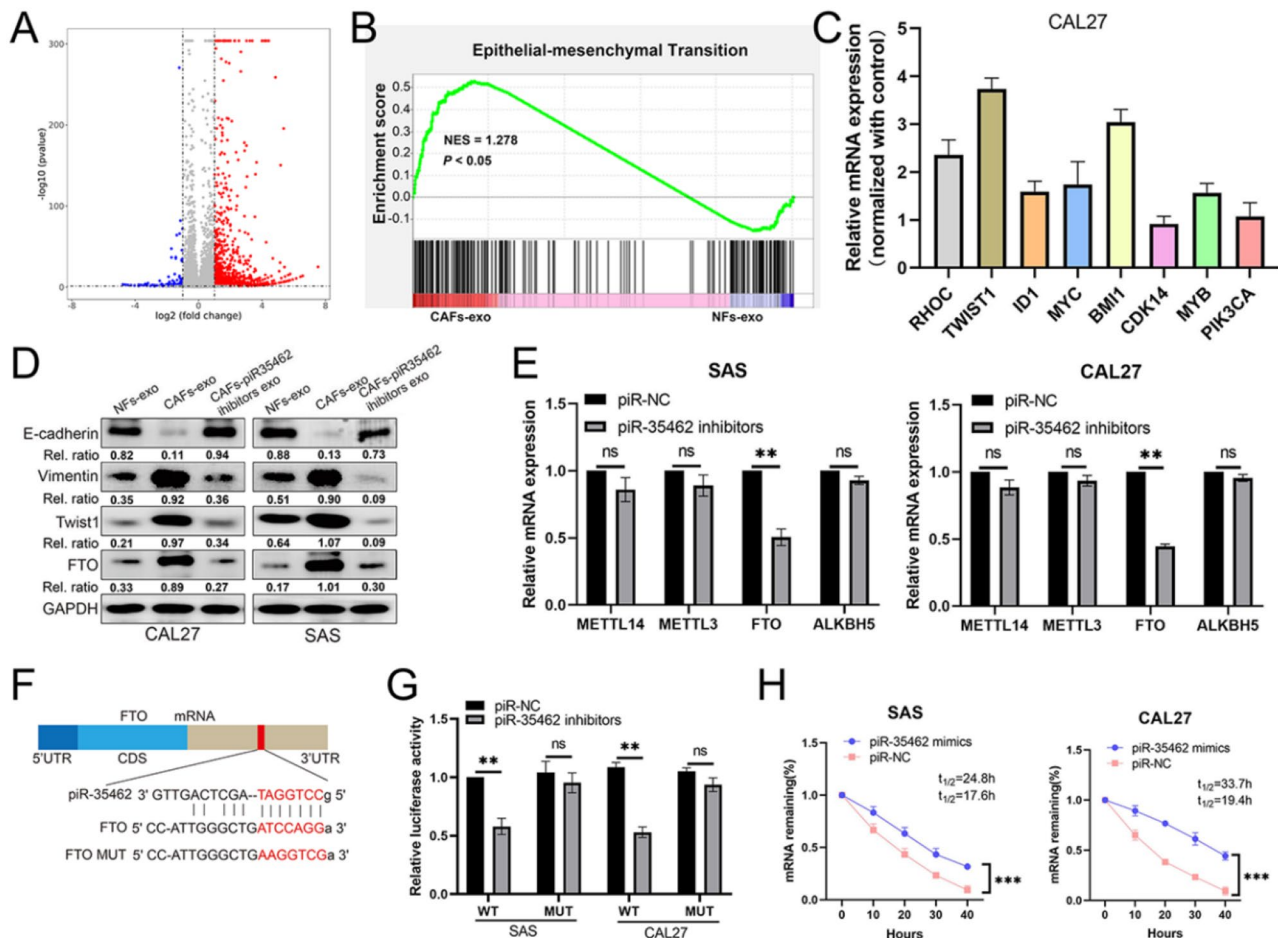 A
300
250
200
150
100
50
0
-log10 (pvalue)
-8
-4
0
4
8
log2 (fold change)
B
Epithelial-mesenchymal Transition
Enrichment score
0.5
0.4
0.3
0.2
0.1
0.0
-0.1
NES = 1.278
P < 0.05
CAFs-exo
NFs-exo
C
CAL27
Relative mRNA expression
(normalized with control)
5
4
3
2
1
0
RHOC
TWIST1
ID1
MYC
BMI1
CDK14
MYB
PIK3CA
D
NFs-exo
CAFs-exo
CAFs-piR35462
ihibitors exo
NFs-exo
CAFs-exo
CAFs-piR35462
ihibitors exo
E-cadherin
Rel. ratio 0.82 0.11 0.94 0.88 0.13 0.73
Vimentin
Rel. ratio 0.35 0.92 0.36 0.51 0.90 0.09
Twist1
Rel. ratio 0.21 0.97 0.34 0.64 1.07 0.09
FTO
Rel. ratio 0.33 0.89 0.27 0.17 1.01 0.30
GAPDH
CAL27 SAS
E
SAS
Relative mRNA expression
1.5
1.0
0.5
0.0
piR-NC
piR-35462 inhibitors
ns
ns
**
ns
METTL14 METTL3 FTO ALKBH5
CAL27
Relative mRNA expression
1.5
1.0
0.5
0.0
piR-NC
piR-35462 inhibitors
ns
ns
**
ns
METTL14 METTL3 FTO ALKBH5
F
FTO mRNA
5'UTR CDS 3'UTR
piR-35462 3' GTTGACTCGA--TAGGTCCg 5'
FTO 5' CC-ATTGGGCTGATCCAGGa 3'
FTO MUT 5' CC-ATTGGGCTGAAGGTCGa 3'
G
Relative luciferase activity
1.5
1.0
0.5
0.0
piR-NC
piR-35462 inhibitors
**
ns
**
ns
WT MUT WT MUT
SAS CAL27
H
SAS
mRNA remaining(%)
1.5
1.0
0.5
0.0
piR-35462 mimics
piR-NC
t1/2=24.8h
t1/2=17.6h
***
0 10 20 30 40
Hours
CAL27
mRNA remaining(%)
1.5
1.0
0.5
0.0
piR-35462 mimics
piR-NC
t1/2=33.7h
t1/2=19.4h
***
0 10 20 30 40
Hours